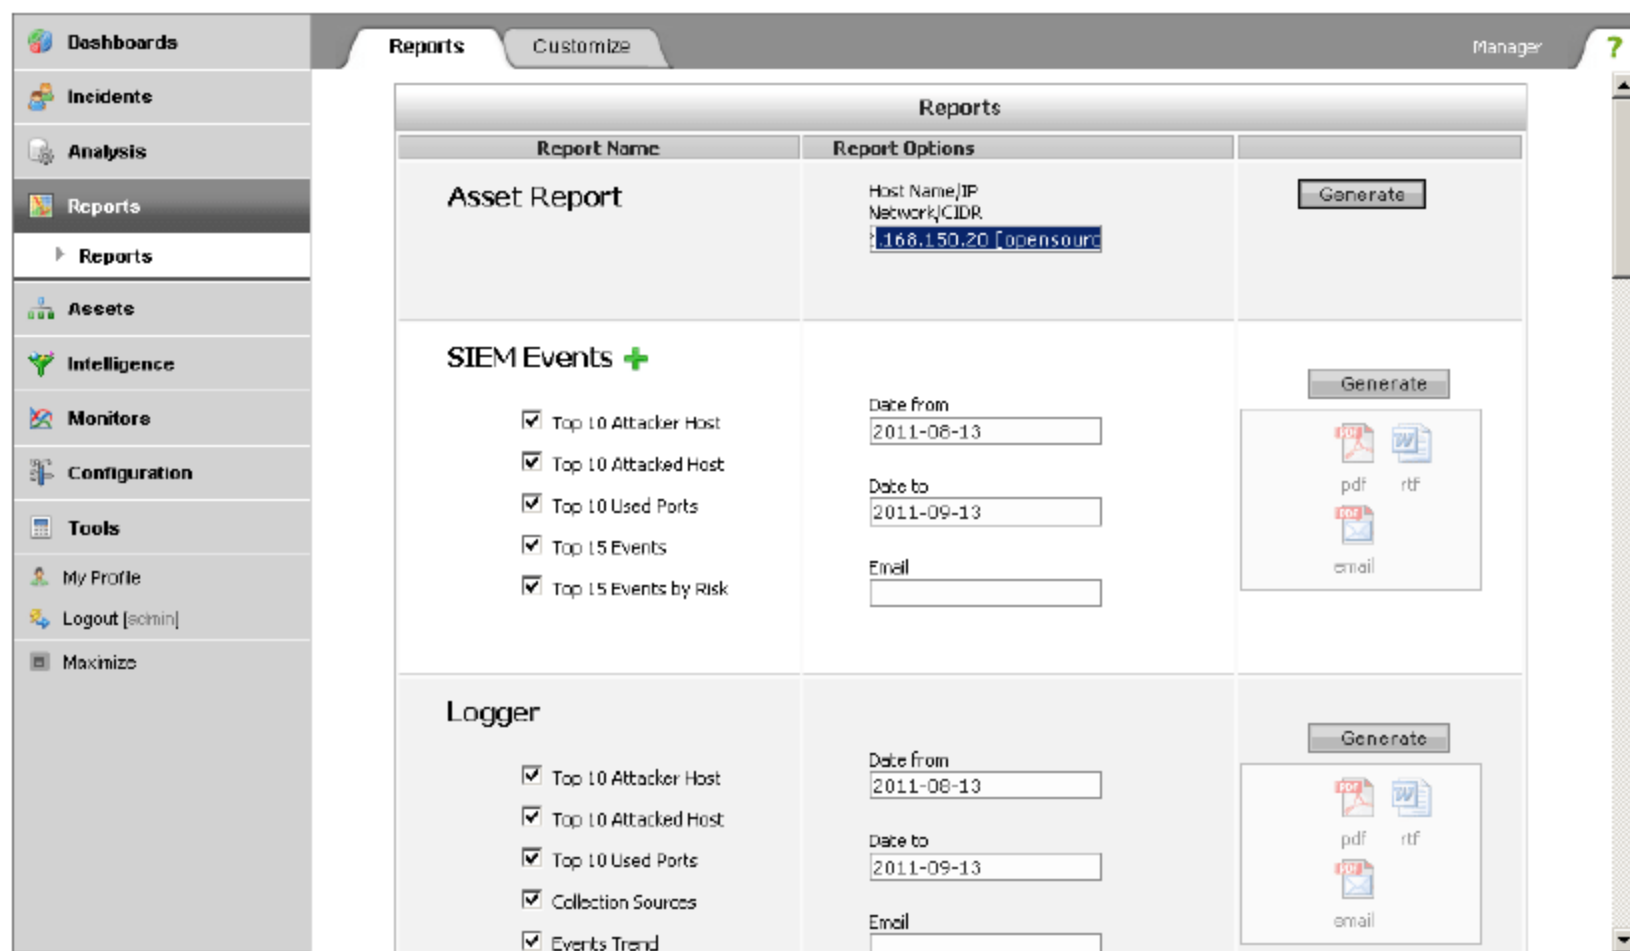 Dashboards
Incidents
Analysis
Reports
Reports
Assets
Intelligence
Monitors
Configuration
Tools
My Profile
Logout [admin]
Maximize
Reports
Customize
Manager
?
Reports
Report Name
Report Options
Asset Report
Host Name/IP
Network/CIDR
.168.150.20 [opensourc
Generate
SIEM Events
Top 10 Attacker Host
Top 10 Attacked Host
Top 10 Used Ports
Top 15 Events
Top 15 Events by Risk
Date from
2011-08-13
Date to
2011-09-13
Email
Generate
PDF
W
pdf
rtf
PDF
email
Logger
Top 10 Attacker Host
Top 10 Attacked Host
Top 10 Used Ports
Collection Sources
Events Trend
Date from
2011-08-13
Date to
2011-09-13
Email
Generate
PDF
W
pdf
rtf
PDF
email